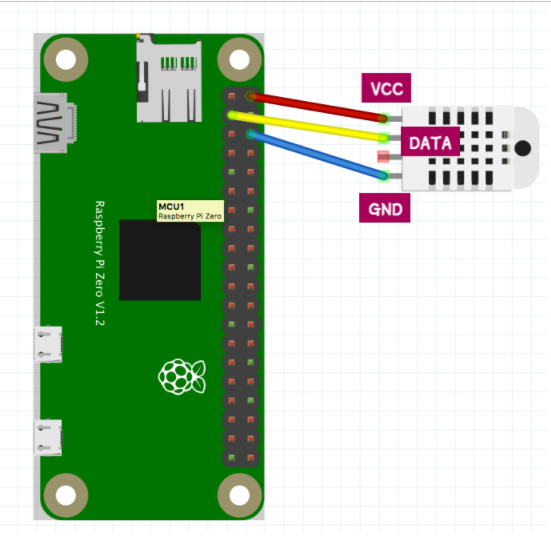 VCC
DATA
GND
MCU1
Raspberry Pi Zero
Raspberry Pi Zero V1.2